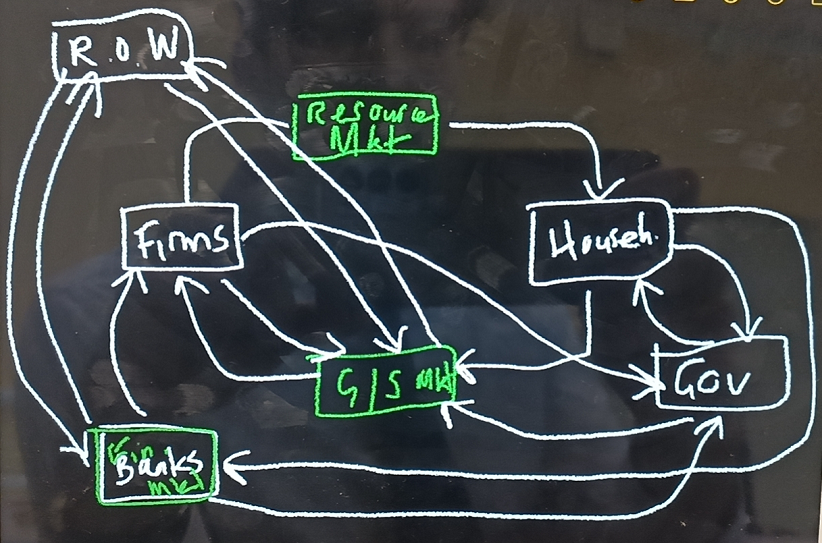 R.O.W
Resource
Mkt
Firms
Househ.
G/S Mkt
Gov
Fin
Banks
mkt